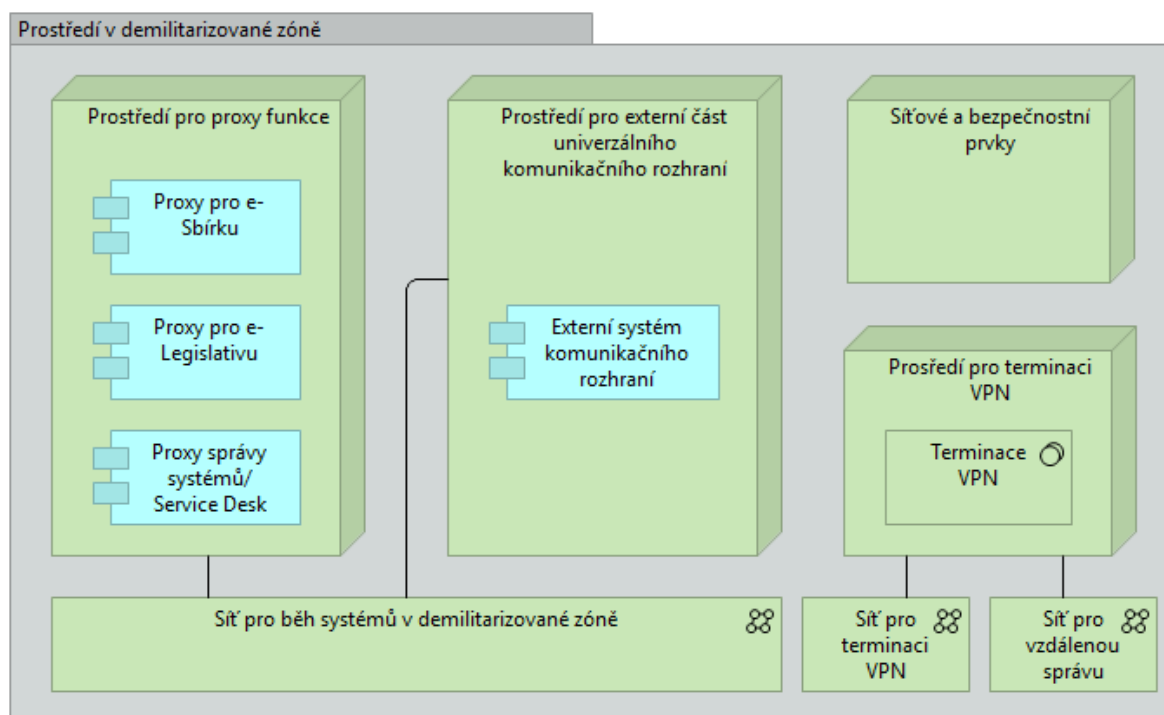 Prostředí v demilitarizované zóně
Prostředí pro proxy funkce
Proxy pro e-
Sbírku
Proxy pro e-
Legislativu
Proxy správy
systémů/
Service Desk
Prostředí pro externí část
univerzálního
komunikačního rozhraní
Externí systém
komunikačního
rozhraní
Síťové a bezpečnostní
prvky
Prosředí pro terminaci
VPN
Terminace
VPN
Síť pro běh systémů v demilitarizované zóně
Síť pro
terminaci
VPN
Síť pro
vzdálenou
správu